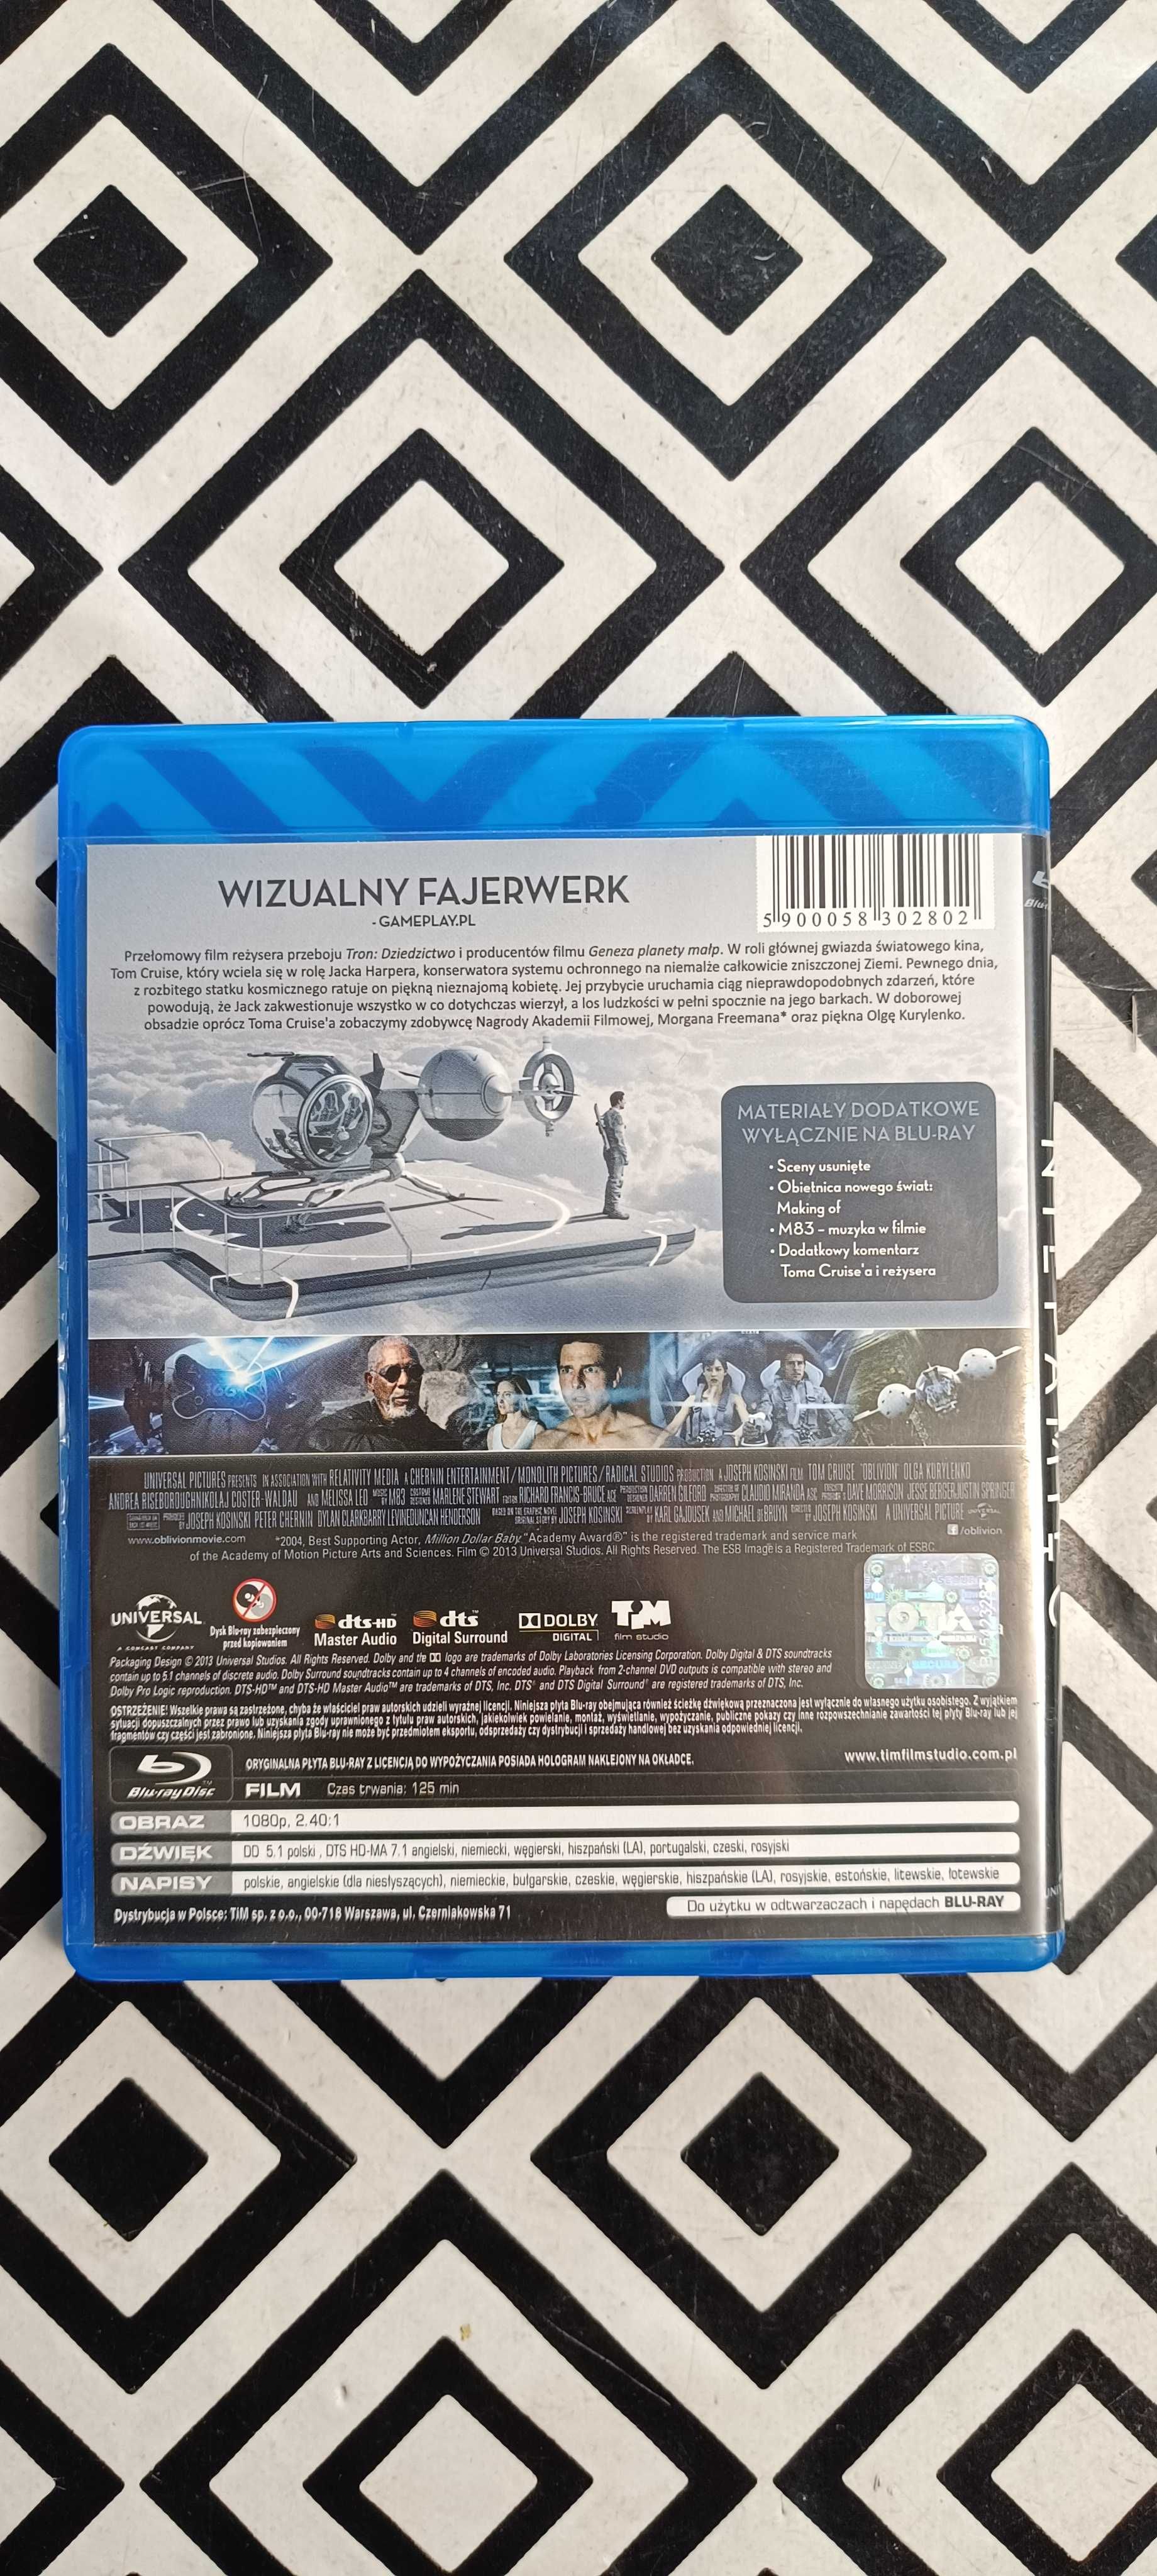 WIZUALNY FAJERWERK
- GAMEPLAY.PL
5 900058 302802
Przełomowy film reżysera przeboju Tron: Dziedzictwo i producentów filmu Geneza planety małp. W roli głównej gwiazda światowego kina,
Tom Cruise, który wciela się w rolę Jacka Harpera, konserwatora systemu ochronnego na niemalże całkowicie zniszczonej Ziemi. Pewnego dnia,
z rozbitego statku kosmicznego ratuje on piękną nieznajomą kobietę. Jej przybycie uruchamia ciąg nieprawdopodobnych zdarzeń, które
powodują, że Jack zakwestionuje wszystko w co dotychczas wierzył, a los ludzkości w pełni spocznie na jego barkach. W doborowej
obsadzie oprócz Toma Cruise'a zobaczymy zdobywcę Nagrody Akademii Filmowej, Morgana Freemana* oraz piękna Olgę Kurylenko.
MATERIAŁY DODATKOWE
WYŁĄCZNIE NA BLU-RAY
• Sceny usunięte
• Obietnica nowego świat:
Making of
• M83 – muzyka w filmie
• Dodatkowy komentarz
Toma Cruise'a i reżysera
166
UNIVERSAL PICTURES PRESENTS IN ASSOCIATION WITH RELATIVITY MEDIA A CHERNIN ENTERTAINMENT/MONOLITH PICTURES/RADICAL STUDIOS PRODUCTION A JOSEPH KOSINSKI FILM TOM CRUISE "OBLIVION" OLGA KURYLENKO
ANDREA RISEBOROUGH NIKOLAJ COSTER-WALDAU AND MELISSA LEO MUSIC BY M83 COSTUME DESIGNER MARLENE STEWART EDITOR RICHARD FRANCIS-BRUCE ACE PRODUCTION DESIGNER DARREN GILFORD DIRECTOR OF PHOTOGRAPHY CLAUDIO MIRANDA ASC EXECUTIVE PRODUCERS DAVE MORRISON JESSE BERGER JUSTIN SPRINGER
PRODUCED BY JOSEPH KOSINSKI PETER CHERNIN DYLAN CLARK BARRY LEVINE DUNCAN HENDERSON BASED ON THE GRAPHIC NOVEL ORIGINAL STORY BY JOSEPH KOSINSKI SCREENPLAY BY KARL GAJDUSEK AND MICHAEL DEBRUYN DIRECTED BY JOSEPH KOSINSKI A UNIVERSAL PICTURE UNIVERSAL
www.oblivionmovie.com *2004, Best Supporting Actor, Million Dollar Baby. "Academy Award®" is the registered trademark and service mark f/oblivion
of the Academy of Motion Picture Arts and Sciences. Film © 2013 Universal Studios. All Rights Reserved. The ESB Image is a Registered Trademark of ESBC.
UNIVERSAL
A COMCAST COMPANY
Dysk Blu-ray zabezpieczony
przed kopiowaniem
dts-HD
Master Audio
dts
Digital Surround
DOLBY
DIGITAL
TiM
film studio
FOTA
Packaging Design © 2013 Universal Studios. All Rights Reserved. Dolby and the logo are trademarks of Dolby Laboratories Licensing Corporation. Dolby Digital & DTS soundtracks
contain up to 5.1 channels of discrete audio. Dolby Surround soundtracks contain up to 4 channels of encoded audio. Playback from 2-channel DVD outputs is compatible with stereo and
Dolby Pro Logic reproduction. DTS-HD™ and DTS-HD Master Audio™ are trademarks of DTS, Inc. DTS® and DTS Digital Surround® are registered trademarks of DTS, Inc.
OSTRZEŻENIE! Wszelkie prawa są zastrzeżone, chyba że właściciel praw autorskich udzieli wyraźnej licencji. Niniejsza płyta Blu-ray obejmująca również ścieżkę dźwiękową przeznaczona jest wyłącznie do własnego użytku osobistego. Z wyjątkiem
sytuacji dopuszczalnych przez prawo lub uzyskania zgody uprawnionego z tytułu praw autorskich, jakiekolwiek powielanie, montaż, wyświetlanie, wypożyczanie, publiczne pokazy czy inne rozpowszechnianie zawartości tej płyty Blu-ray lub jej
fragmentów czy części jest zabronione. Niniejsza płyta Blu-ray nie może być przedmiotem eksportu, odsprzedaży czy dystrybucji i sprzedaży handlowej bez uzyskania odpowiedniej licencji.
Blu-ray Disc
ORYGINALNA PŁYTA BLU-RAY Z LICENCJĄ DO WYPOŻYCZANIA POSIADA HOLOGRAM NAKLEJONY NA OKŁADCE.
www.timfilmstudio.com.pl
FILM Czas trwania: 125 min
OBRAZ 1080p, 2.40:1
DŹWIĘK DD 5.1 polski , DTS HD-MA 7.1 angielski, niemiecki, węgierski, hiszpański (LA), portugalski, czeski, rosyjski
NAPISY polskie, angielskie (dla niesłyszących), niemieckie, bułgarskie, czeskie, węgierskie, hiszpańskie (LA), rosyjskie, estońskie, litewskie, łotewskie
Dystrybucja w Polsce: TiM sp. z o.o., 00-718 Warszawa, ul. Czerniakowska 71
Do użytku w odtwarzaczach i napędach BLU-RAY